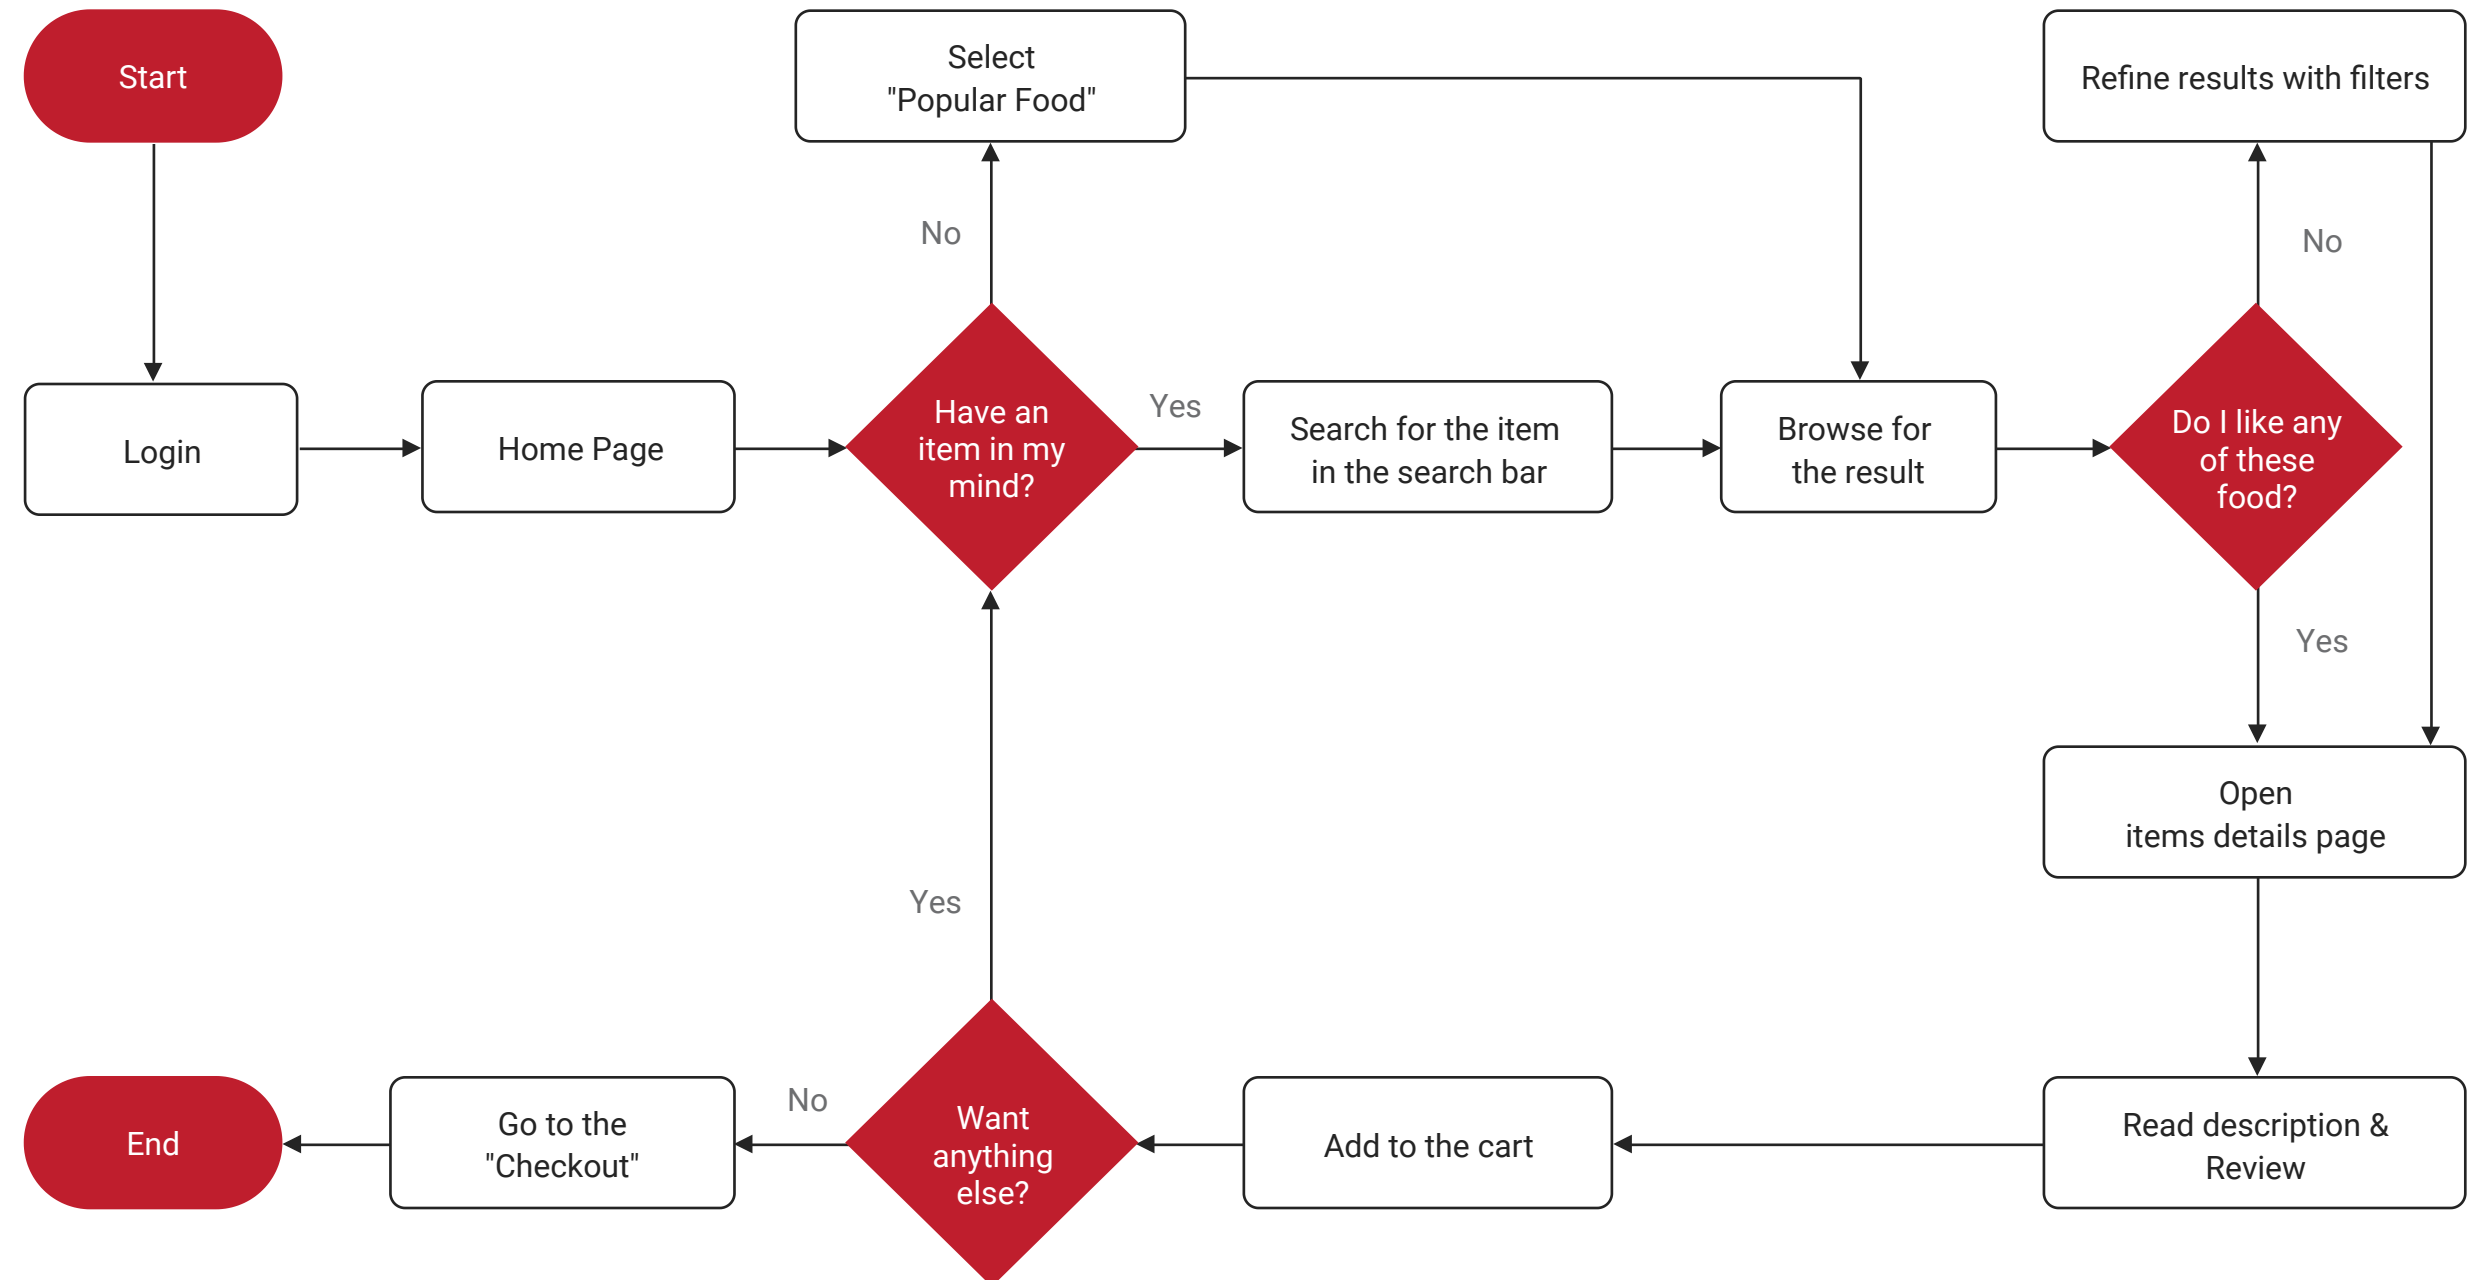 Start
Select
"Popular Food"
Refine results with filters
No
No
Login
Home Page
Have an
item in my
mind?
Yes
Search for the item
in the search bar
Browse for
the result
Do I like any
of these
food?
Yes
Open
items details page
Yes
End
Go to the
"Checkout"
No
Want
anything
else?
Add to the cart
Read description &
Review